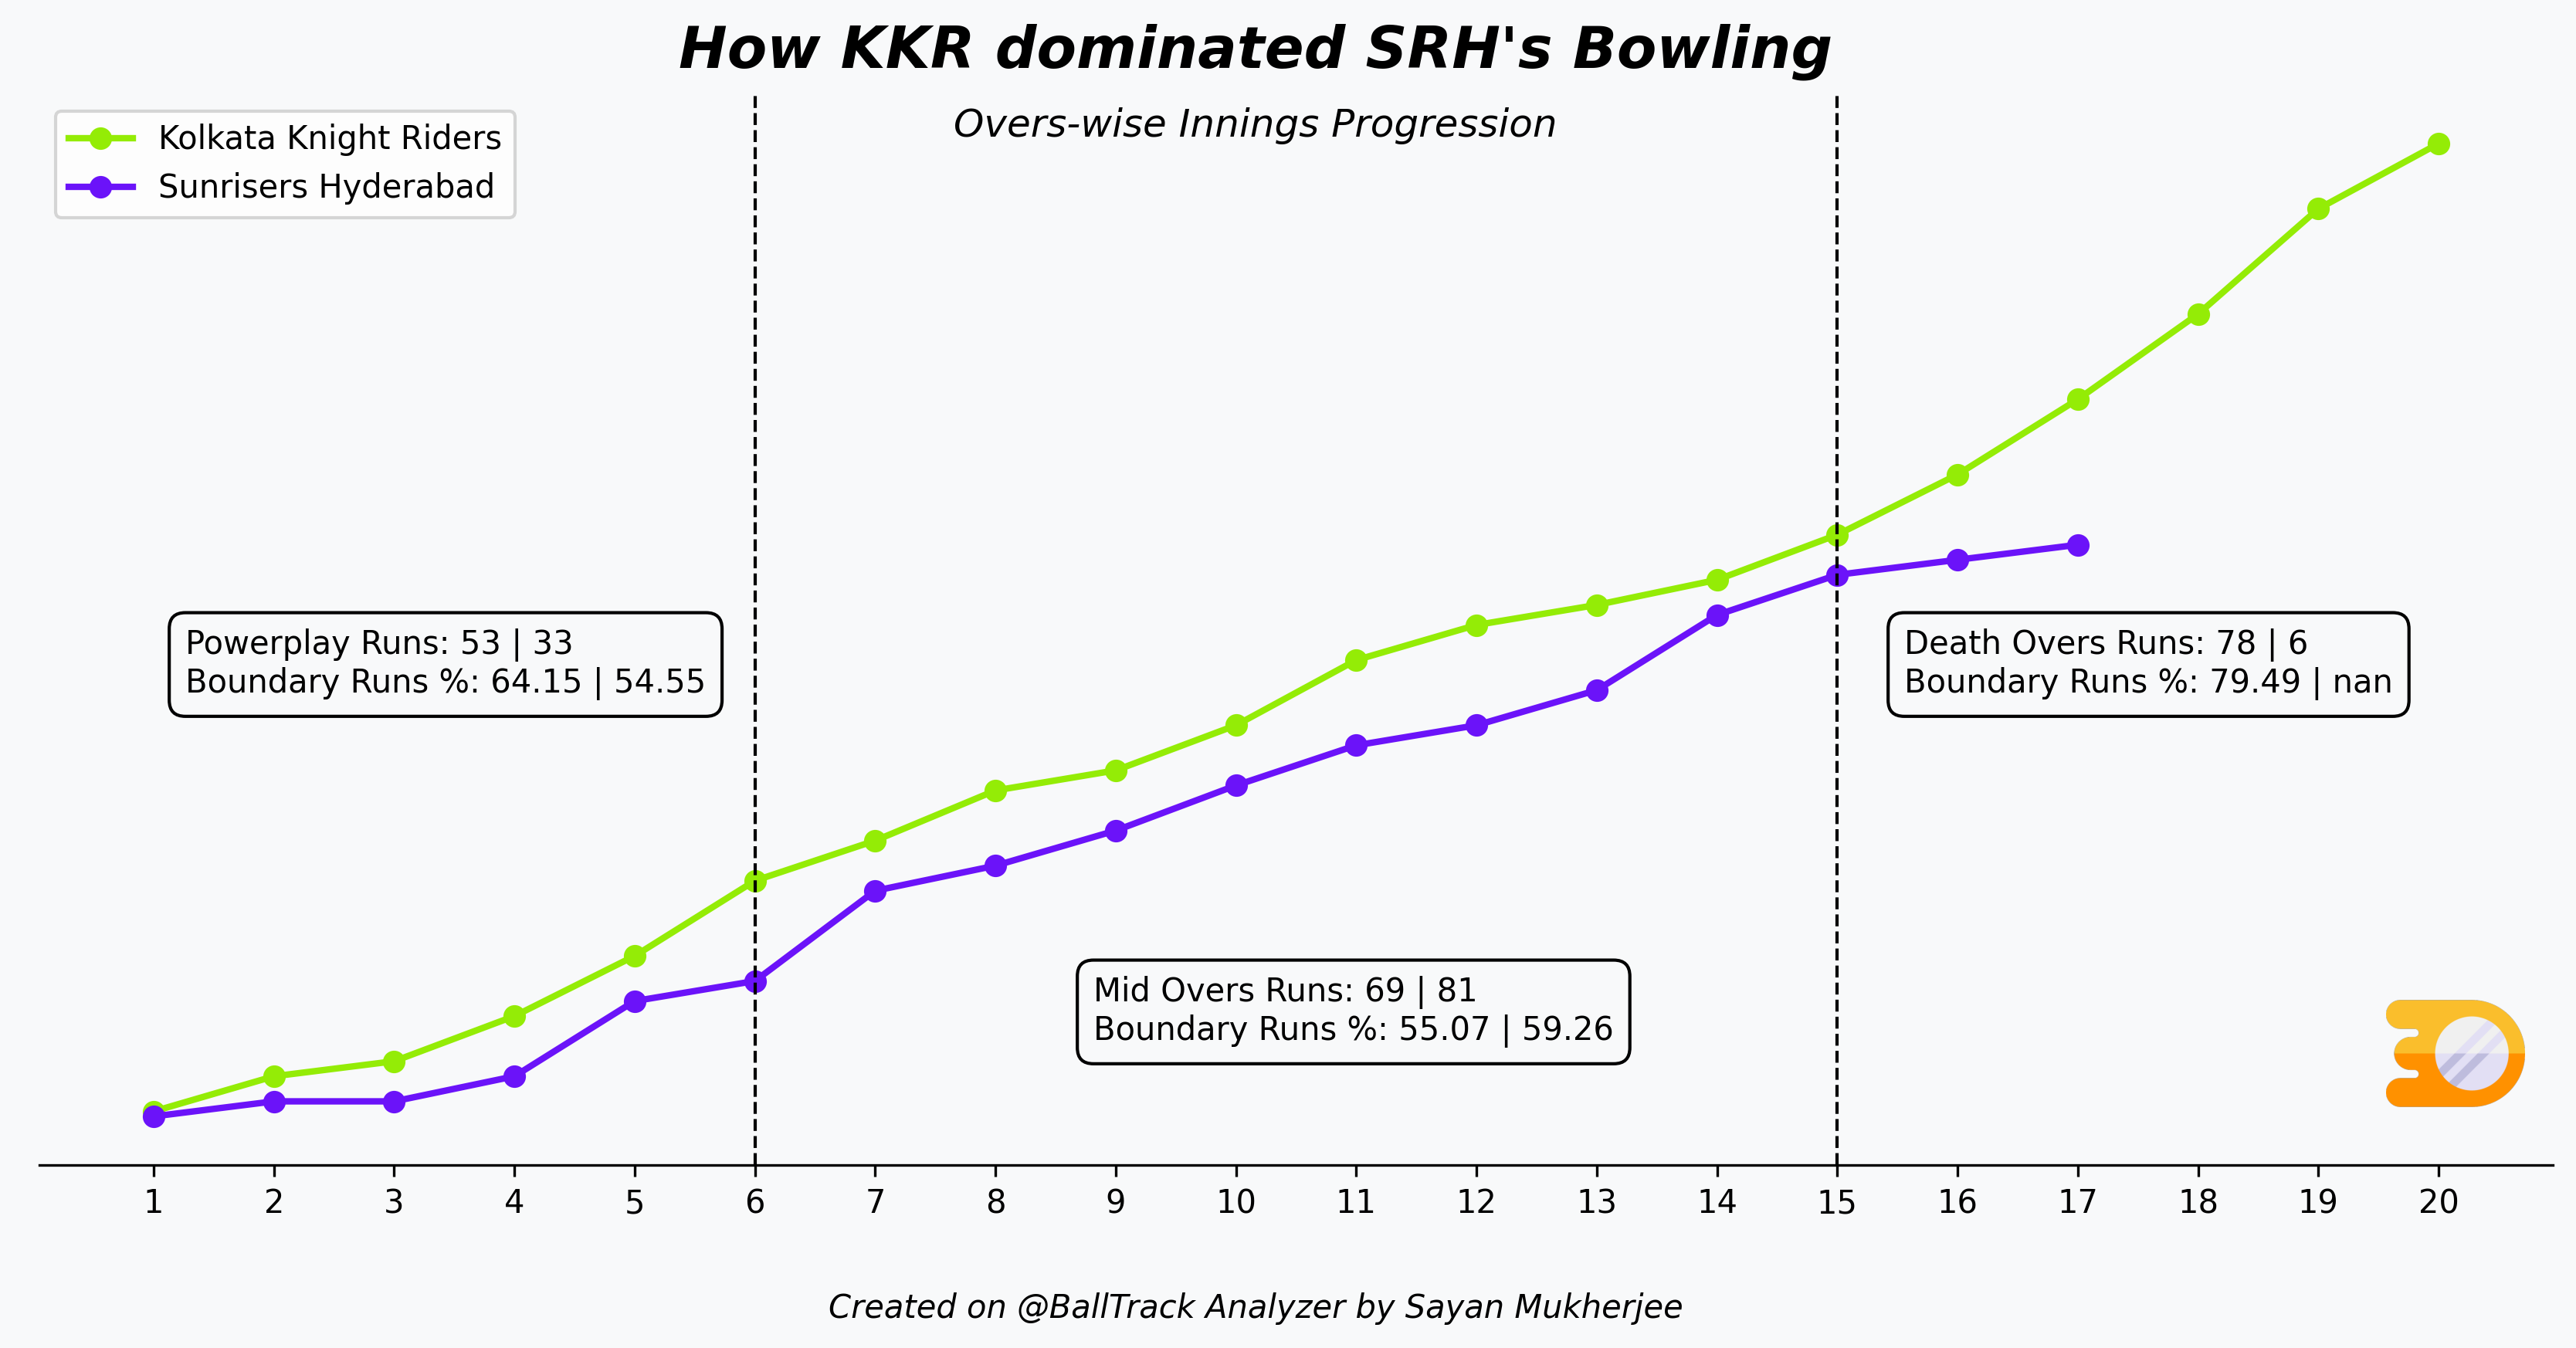 How KKR dominated SRH's Bowling
Overs-wise Innings Progression
Kolkata Knight Riders
Sunrisers Hyderabad
Powerplay Runs: 53 | 33
Boundary Runs %: 64.15 | 54.55
Death Overs Runs: 78 | 6
Boundary Runs %: 79.49 | nan
Mid Overs Runs: 69 | 81
Boundary Runs %: 55.07 | 59.26
1 2 3 4 5 6 7 8 9 10 11 12 13 14 15 16 17 18 19 20
Created on @BallTrack Analyzer by Sayan Mukherjee